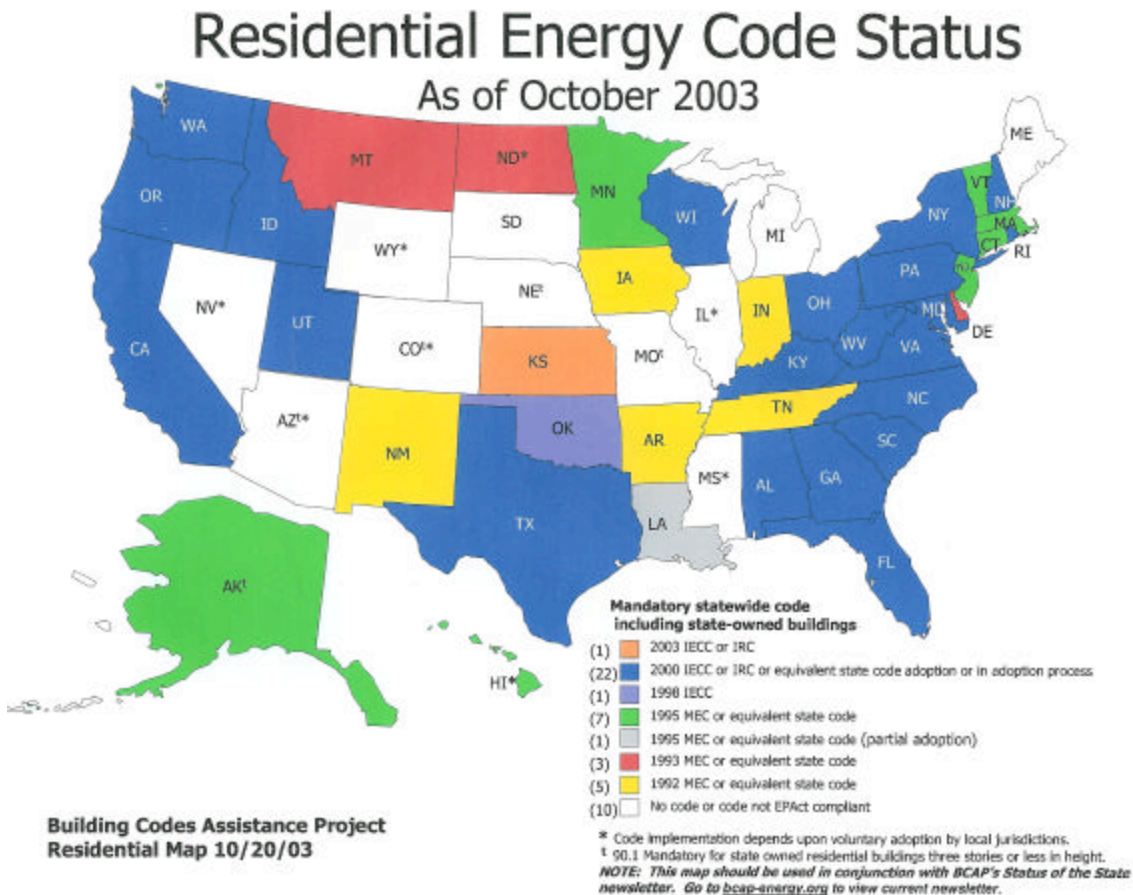 Residential Energy Code Status
As of October 2003
WA
MT
ND*
MN
ME
VT
NH
OR
ID
SD
WI
NY
MA
WY*
MI
CT
RI
IA
PA
NEᵗ
NV*
UT
IL*
IN
OH
MD
CO᛫*
DE
CA
KS
MO᛫
WV
VA
KY
AZᵗ*
NC
TN
OK
NM
AR
SC
MS*
AL
GA
TX
LA
FL
AKᵗ
HI*
Mandatory statewide code
including state-owned buildings
(1) 2003 IECC or IRC
(22) 2000 IECC or IRC or equivalent state code adoption or in adoption process
(1) 1998 IECC
(7) 1995 MEC or equivalent state code
(1) 1995 MEC or equivalent state code (partial adoption)
(3) 1993 MEC or equivalent state code
(5) 1992 MEC or equivalent state code
(10) No code or code not EPAct compliant
Building Codes Assistance Project
Residential Map 10/20/03
* Code implementation depends upon voluntary adoption by local jurisdictions.
ᵗ 90.1 Mandatory for state owned residential buildings three stories or less in height.
NOTE: This map should be used in conjunction with BCAP's Status of the State
newsletter. Go to bcap-energy.org to view current newsletter.